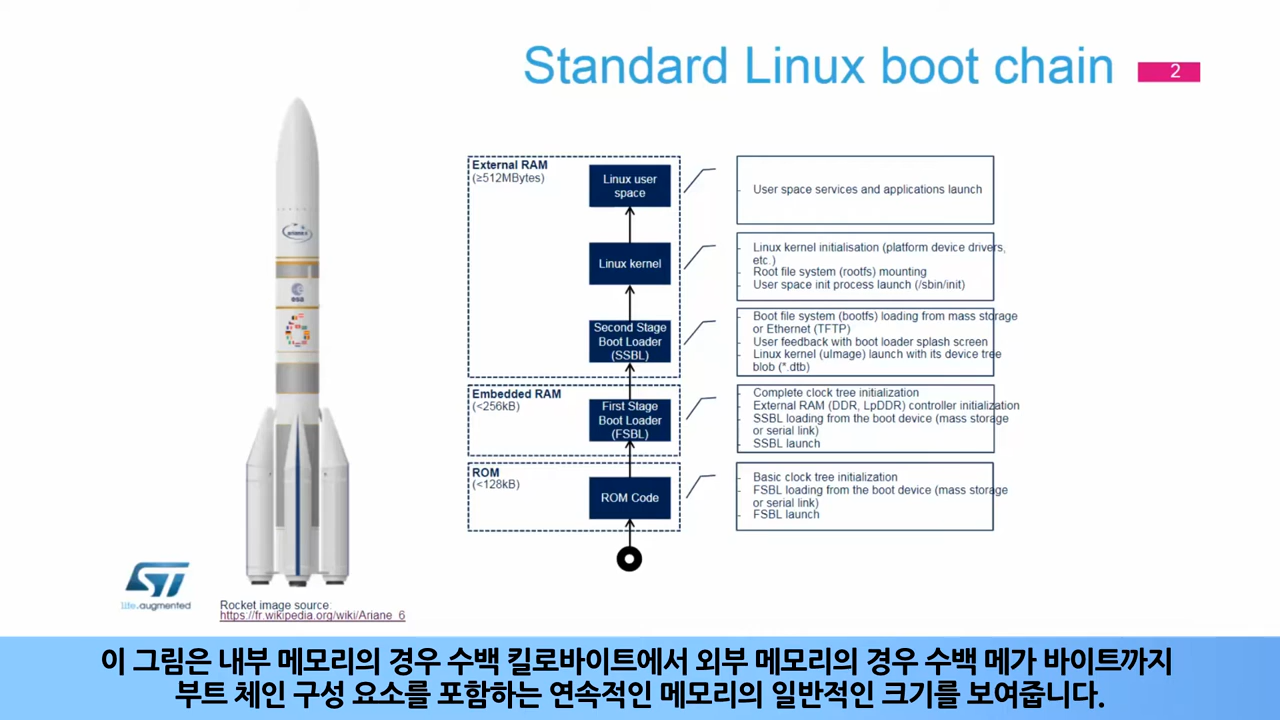 Standard Linux boot chain
2
External RAM
(≥512MBytes)
Linux user
space
User space services and applications launch
Linux kernel
Linux kernel initialisation (platform device drivers,
etc.)
Root file system (rootfs) mounting
User space init process launch (/sbin/init)
Second Stage
Boot Loader
(SSBL)
Boot file system (bootfs) loading from mass storage
or Ethernet (TFTP)
User feedback with boot loader splash screen
Linux kernel (uImage) launch with its device tree
blob (*.dtb)
Embedded RAM
(<256kB)
First Stage
Boot Loader
(FSBL)
Complete clock tree initialization
External RAM (DDR, LpDDR) controller initialization
SSBL loading from the boot device (mass storage
or serial link)
SSBL launch
ROM
(<128kB)
ROM Code
Basic clock tree initialization
FSBL loading from the boot device (mass storage
or serial link)
FSBL launch
esa
ST
life.augmented
Rocket image source:
https://fr.wikipedia.org/wiki/Ariane_6
이 그림은 내부 메모리의 경우 수백 킬로바이트에서 외부 메모리의 경우 수백 메가 바이트까지
부트 체인 구성 요소를 포함하는 연속적인 메모리의 일반적인 크기를 보여줍니다.